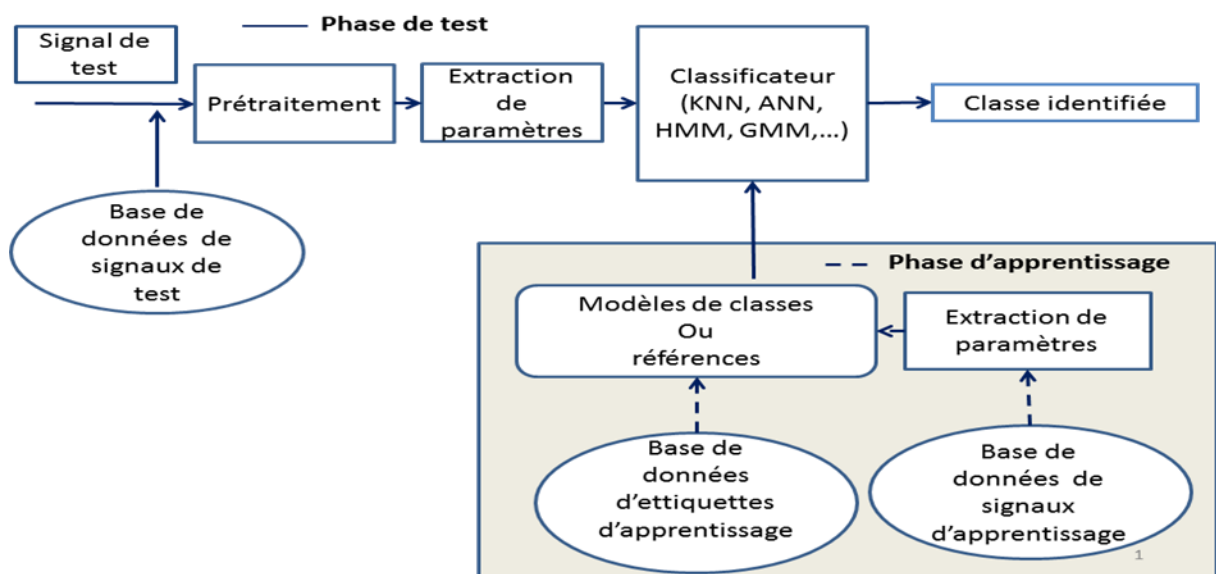 Phase de test
Signal de
test
Prétraitement
Extraction
de
paramètres
Classificateur
(KNN, ANN,
HMM, GMM,...)
Classe identifiée
Base de
données de
signaux de
test
Phase d'apprentissage
Modèles de classes
Ou
références
Extraction de
paramètres
Base de
données
d'ettiquettes
d'apprentissage
Base de
données de
signaux
d'apprentissage
1